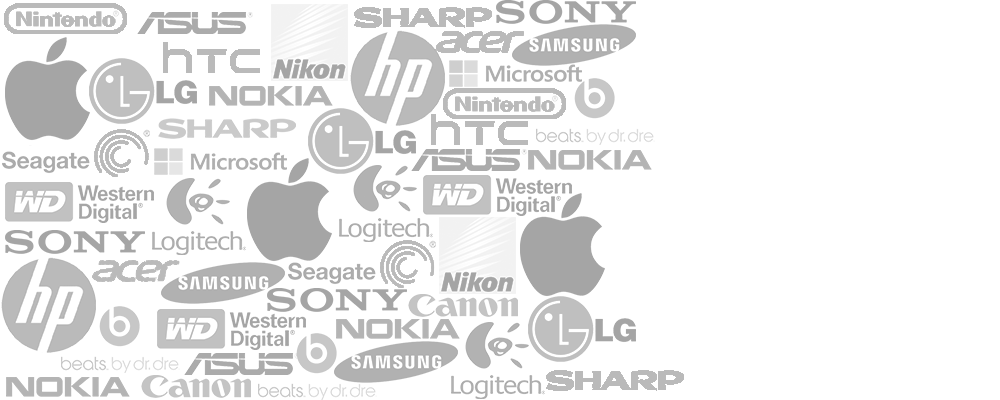 Nintendo®
ASUS®
SHARP
SONY
hTC
Nikon
hp
acer
SAMSUNG
Microsoft
LG
NOKIA
Nintendo®
b
SHARP
LG
hTC
beats. by dr. dre
Seagate®
Microsoft
ASUS®
NOKIA
WD Western
Digital®
Logitech.
WD Western
Digital®
SONY
Logitech.
hp
acer
SAMSUNG
Seagate®
Nikon
SONY
Canon
b
WD Western
Digital®
NOKIA
LG
beats. by dr. dre
ASUS
b
SAMSUNG
Logitech.
SHARP
NOKIA
Canon
beats. by dr. dre